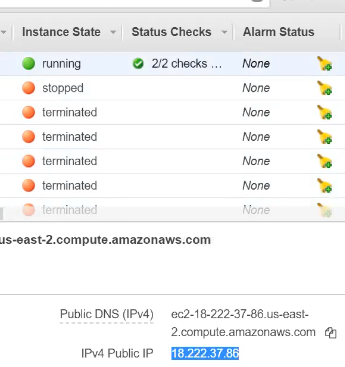 Instance State Status Checks Alarm Status
running 2/2 checks ... None
stopped None
terminated None
terminated None
terminated None
terminated None
terminated None
us-east-2.compute.amazonaws.com
Public DNS (IPv4) ec2-18-222-37-86.us-east-
2.compute.amazonaws.com
IPv4 Public IP 18.222.37.86